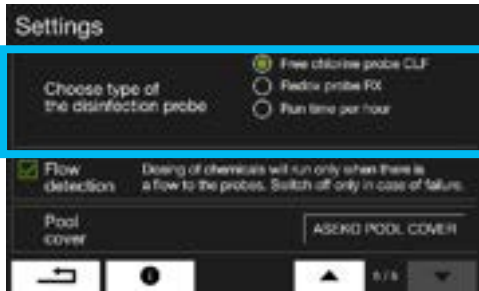 Settings
Choose type of
the disinfection probe
Free chlorine probe CLF
Redox probe RX
Run time per hour
Flow
detection
Dosing of chemicals will run only when there is
a flow to the probes. Switch off only in case of failure.
Pool
cover
ASEKO POOL COVER
6/6